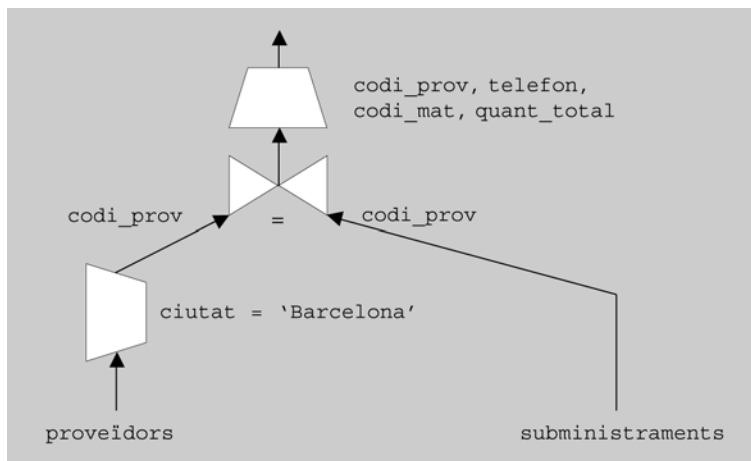 codi_prov, telefon,
codi_mat, quant_total
codi_prov
=
codi_prov
ciutat = ‘Barcelona’
proveïdors
subministraments